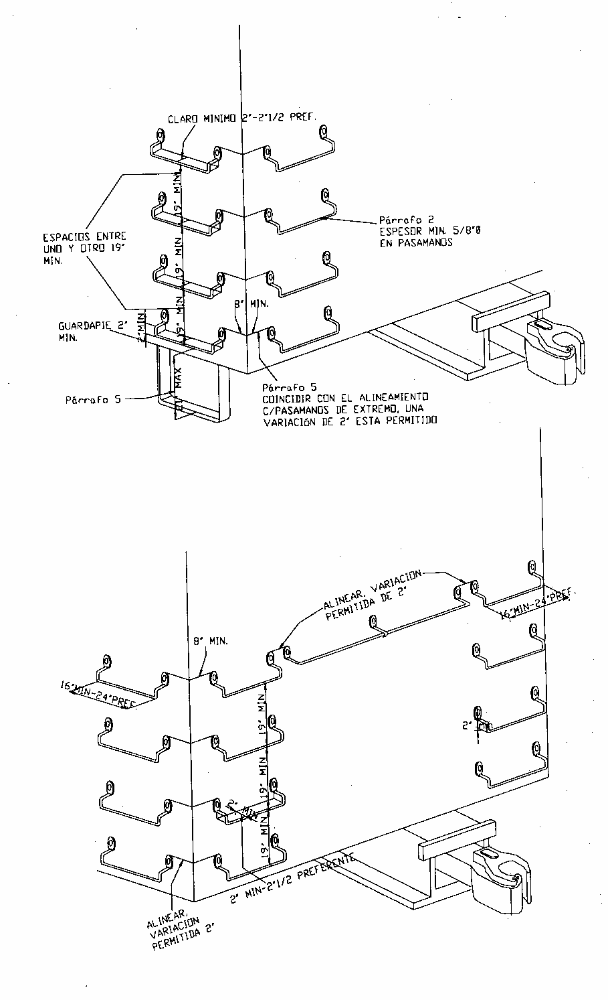 CLARO MINIMO 2"-2"1/2 PREF.
19" MIN
19" MIN
19" MIN
ESPACIOS ENTRE
UNO Y OTRO 19"
MIN.
Párrafo 2
ESPESOR MIN. 5/8"Ø
EN PASAMANOS
8" MIN.
GUARDAPIE 2"
MIN.
2"MIN
MAX
Párrafo 5
Párrafo 5
COINCIDIR CON EL ALINEAMIENTO
C/PASAMANOS DE EXTREMO, UNA
VARIACIóN DE 2" ESTA PERMITIDO
ALINEAR, VARIACION
PERMITIDA DE 2"
16"MIN-24"PREF.
8" MIN.
16"MIN-24"PREF.
19" MIN
2"
19" MIN
2" MIN
19" MIN
2" MIN-2"1/2 PREFERENTE
ALINEAR,
VARIACION
PERMITIDA 2"